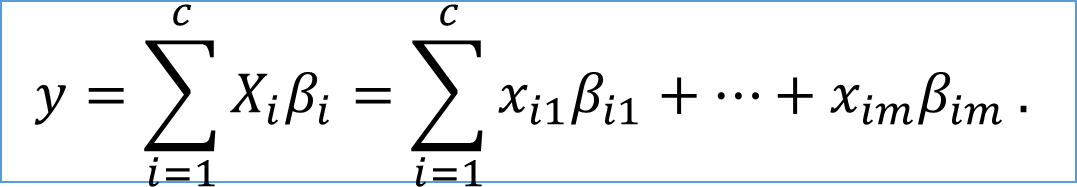 y = ∑_{i=1}^{c} X_i β_i = ∑_{i=1}^{c} x_{i1} β_{i1} + ⋯ + x_{im} β_{im} .